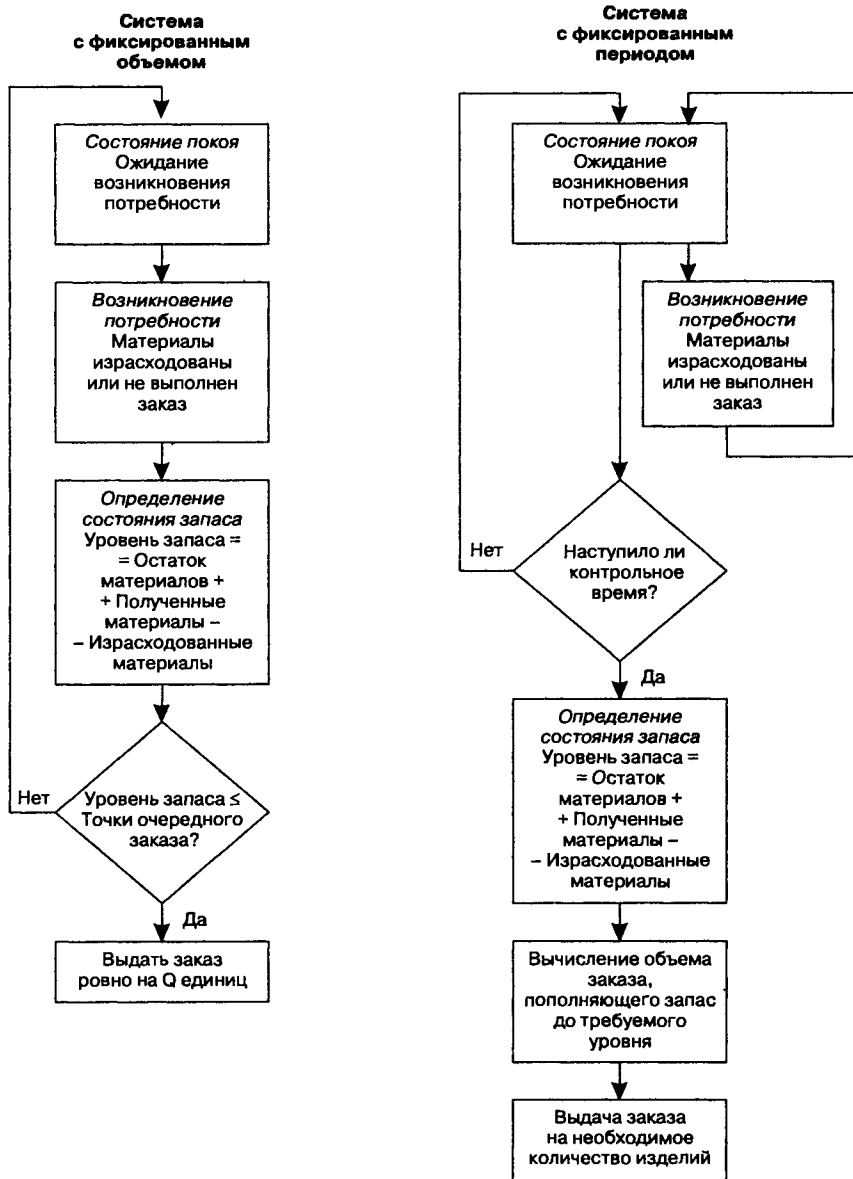 Система
с фиксированным
объемом
Состояние покоя
Ожидание
возникновения
потребности
Возникновение
потребности
Материалы
израсходованы
или не выполнен
заказ
Определение
состояния запаса
Уровень запаса =
= Остаток
материалов +
+ Полученные
материалы –
– Израсходованные
материалы
Нет
Уровень запаса ≤
Точки очередного
заказа?
Да
Выдать заказ
ровно на Q единиц
Система
с фиксированным
периодом
Состояние покоя
Ожидание
возникновения
потребности
Возникновение
потребности
Материалы
израсходованы
или не выполнен
заказ
Нет
Наступило ли
контрольное
время?
Да
Определение
состояния запаса
Уровень запаса =
= Остаток
материалов +
+ Полученные
материалы –
– Израсходованные
материалы
Вычисление объема
заказа,
пополняющего запас
до требуемого
уровня
Выдача заказа
на необходимое
количество изделий